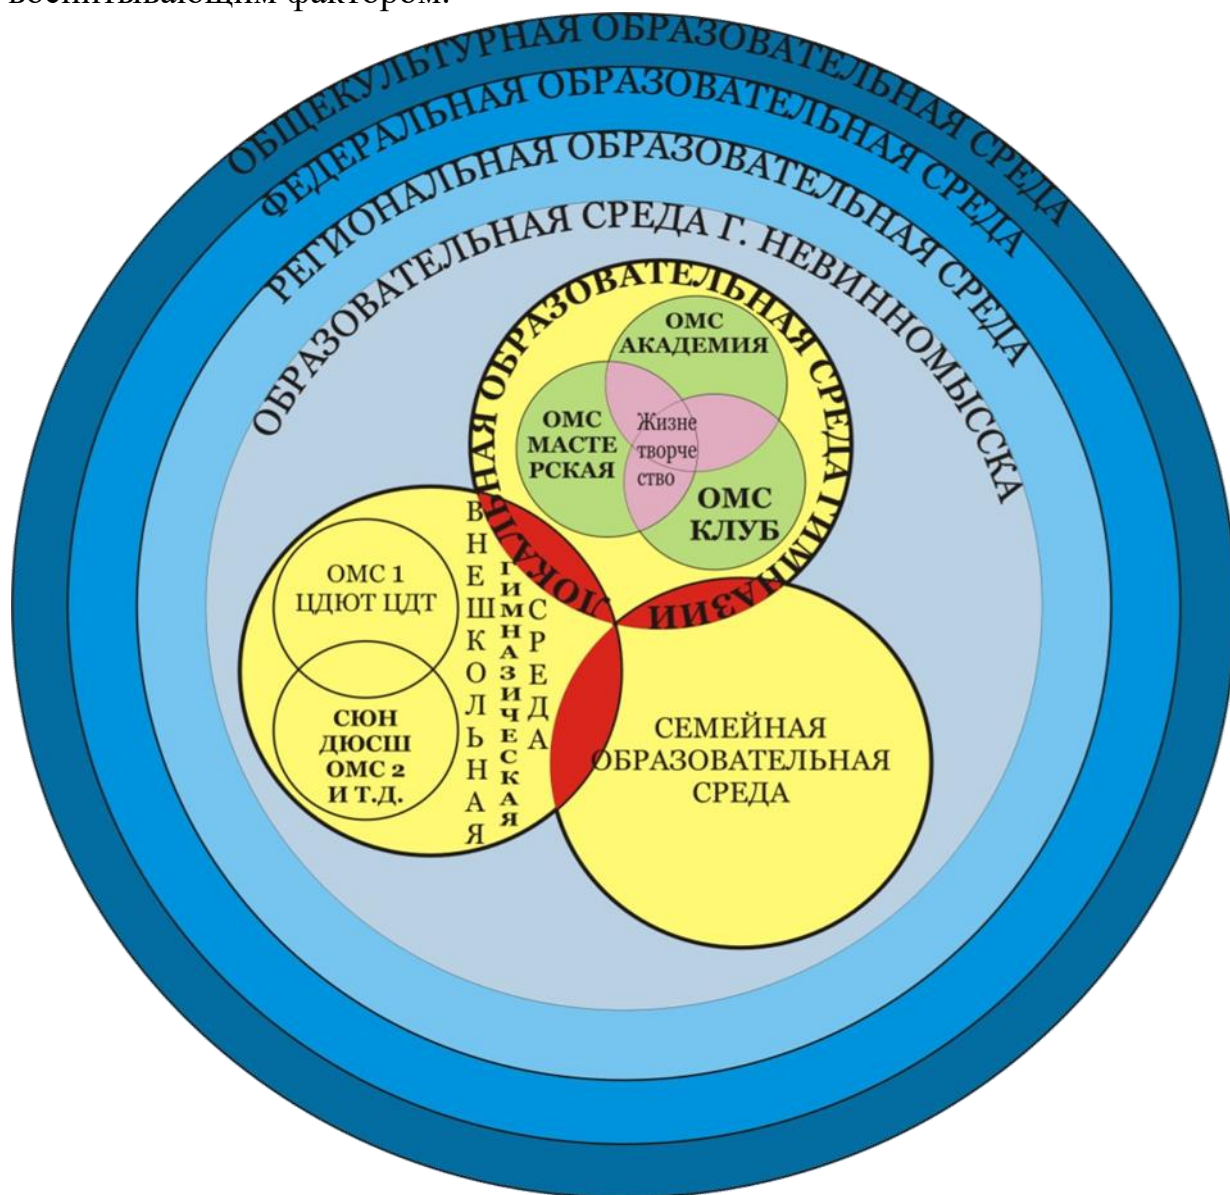 воспитывающим фактором.
ОБЩЕКУЛЬТУРНАЯ ОБРАЗОВАТЕЛЬНАЯ СРЕДА
ФЕДЕРАЛЬНАЯ ОБРАЗОВАТЕЛЬНАЯ СРЕДА
РЕГИОНАЛЬНАЯ ОБРАЗОВАТЕЛЬНАЯ СРЕДА
ОБРАЗОВАТЕЛЬНАЯ СРЕДА Г. НЕВИННОМЫССКА
ЛОКАЛЬНАЯ ОБРАЗОВАТЕЛЬНАЯ СРЕДА ГИМНАЗИИ
ОМС
АКАДЕМИЯ
ОМС
МАСТЕ
РСКАЯ
Жизне
творче
ство
ОМС
КЛУБ
ОМС 1
ЦДЮТ ЦДТ
СЮН
ДЮСШ
ОМС 2
И Т.Д.
ВНЕШКОЛЬНАЯ
ГИМНАЗИЧЕСКАЯ
СРЕДА
СЕМЕЙНАЯ
ОБРАЗОВАТЕЛЬНАЯ
СРЕДА